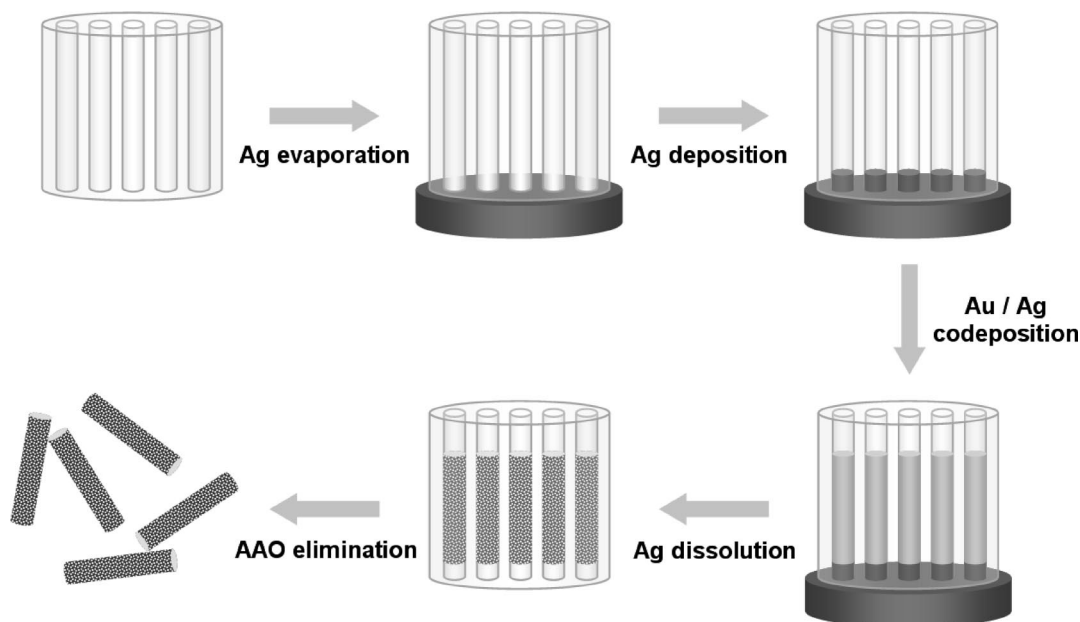 Ag evaporation
Ag deposition
Au / Ag
codeposition
Ag dissolution
AAO elimination